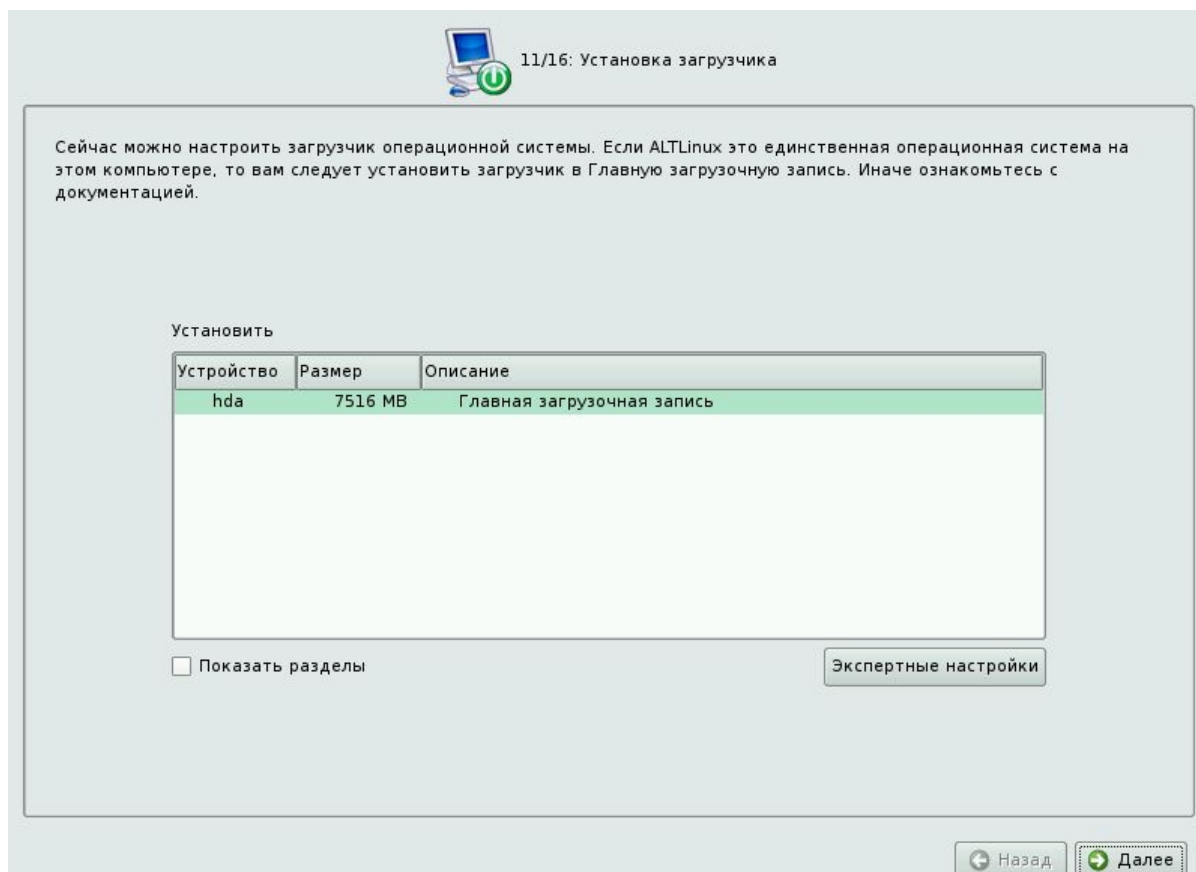 11/16: Установка загрузчика
Сейчас можно настроить загрузчик операционной системы. Если ALTLinux это единственная операционная система на
этом компьютере, то вам следует установить загрузчик в Главную загрузочную запись. Иначе ознакомьтесь с
документацией.
Установить
Устройство Размер Описание
hda 7516 MB Главная загрузочная запись
Показать разделы Экспертные настройки
Назад Далее